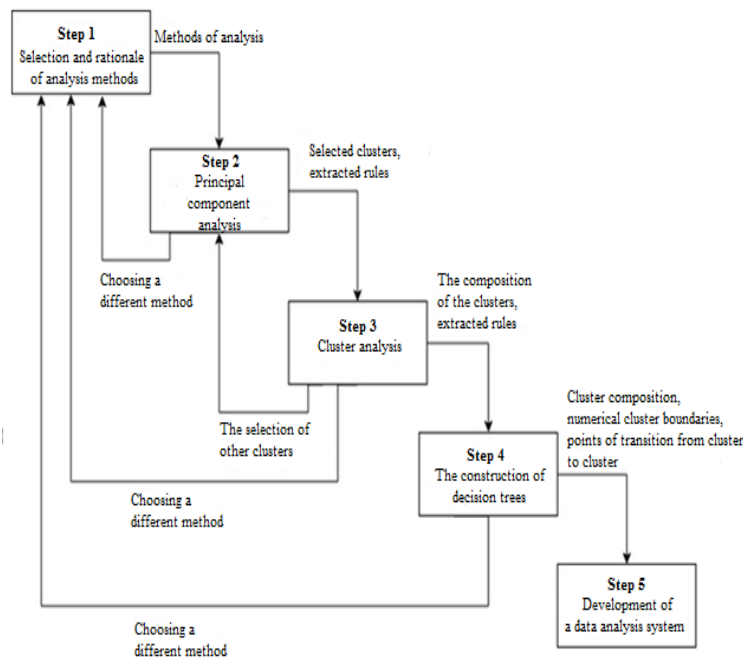 Step 1
Selection and rationale
of analysis methods
Methods of analysis
Step 2
Principal
component
analysis
Selected clusters,
extracted rules
Choosing a
different method
Step 3
Cluster analysis
The composition
of the clusters,
extracted rules
The selection of
other clusters
Choosing a
different method
Step 4
The construction of
decision trees
Cluster composition,
numerical cluster boundaries,
points of transition from cluster
to cluster
Step 5
Development of
a data analysis system
Choosing a
different method